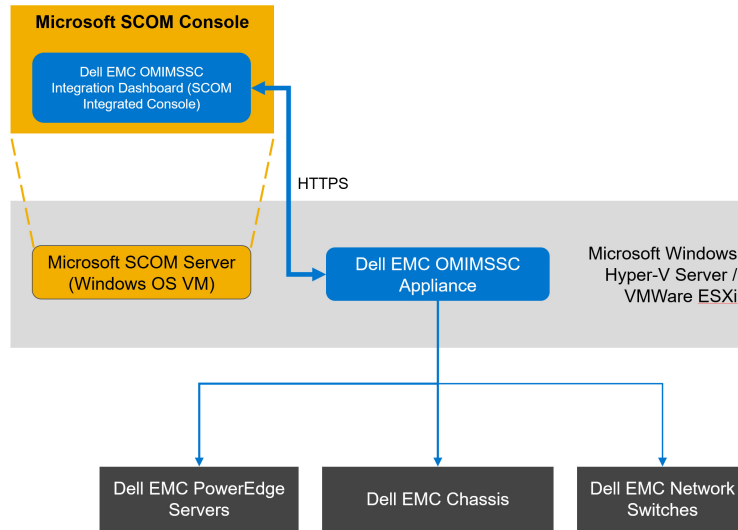 Microsoft SCOM Console
Dell EMC OMIMSSC
Integration Dashboard (SCOM
Integrated Console)
HTTPS
Microsoft SCOM Server
(Windows OS VM)
Dell EMC OMIMSSC
Appliance
Microsoft Windows
Hyper-V Server /
VMWare ESXi
Dell EMC PowerEdge
Servers
Dell EMC Chassis
Dell EMC Network
Switches